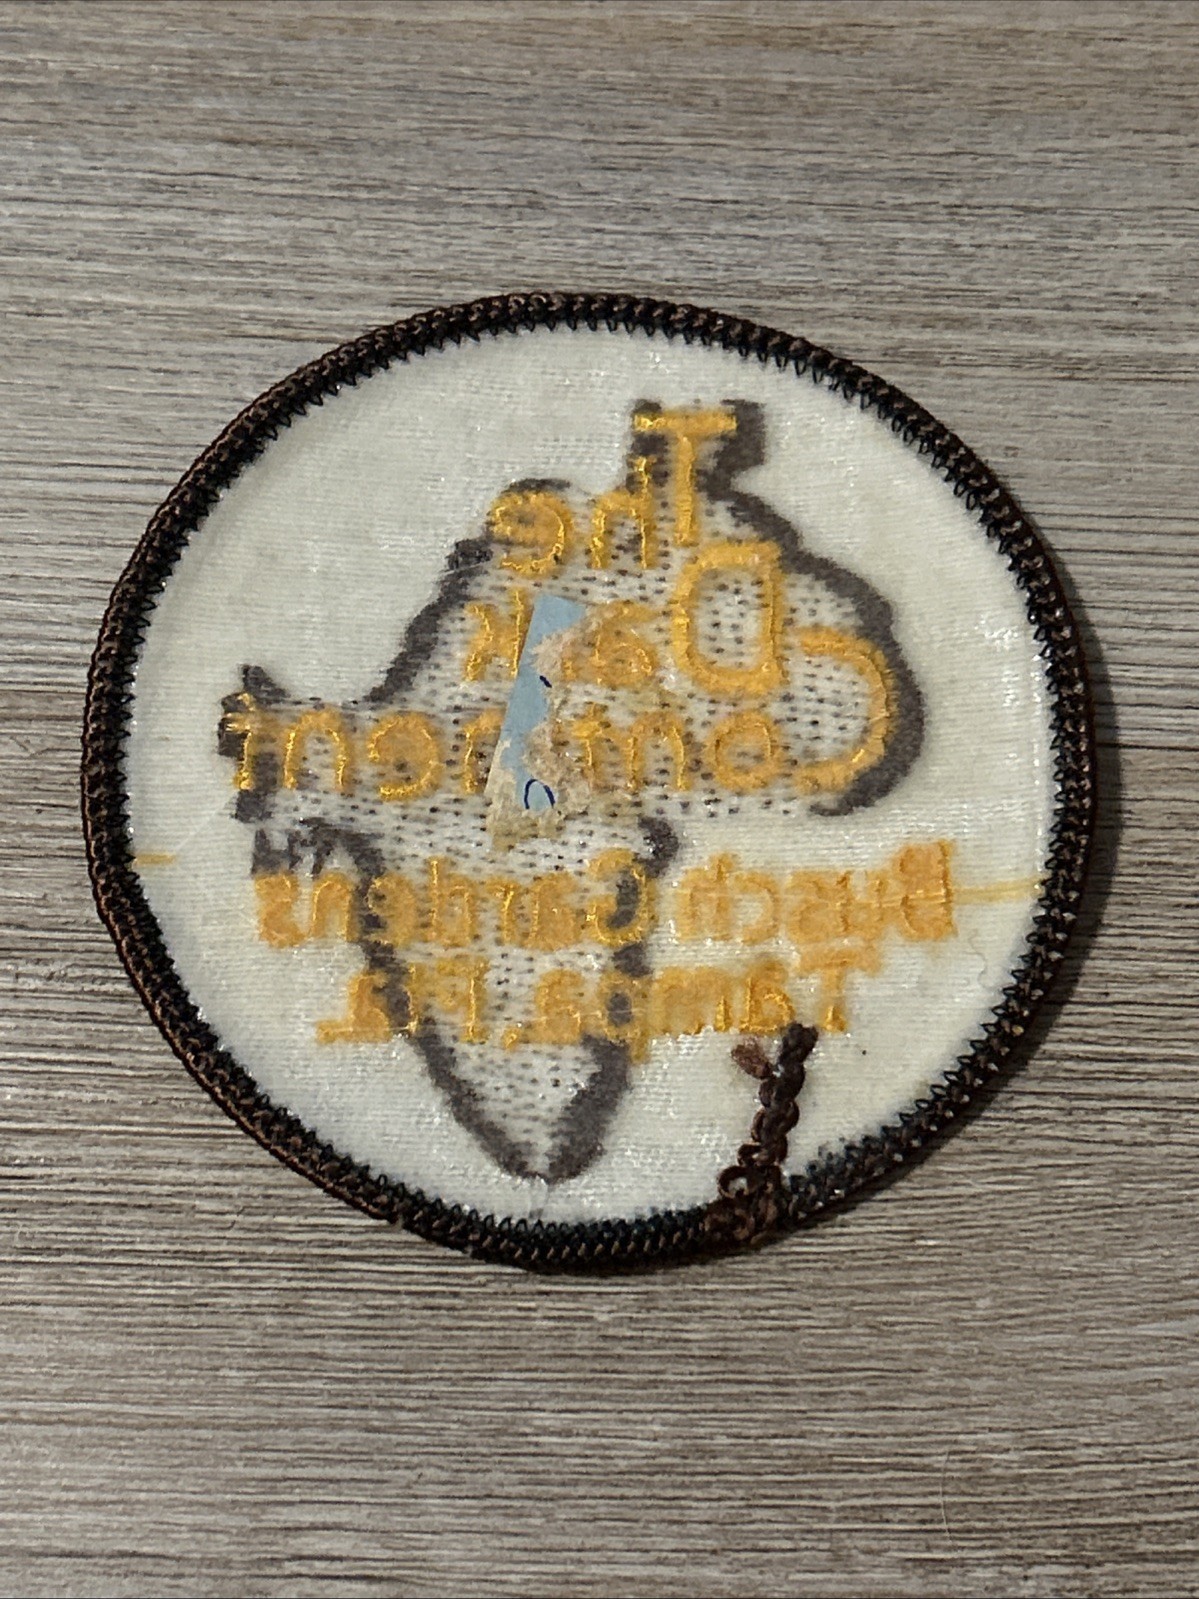 The
Dark
Continent
Busch Gardens
Tampa, Fla.